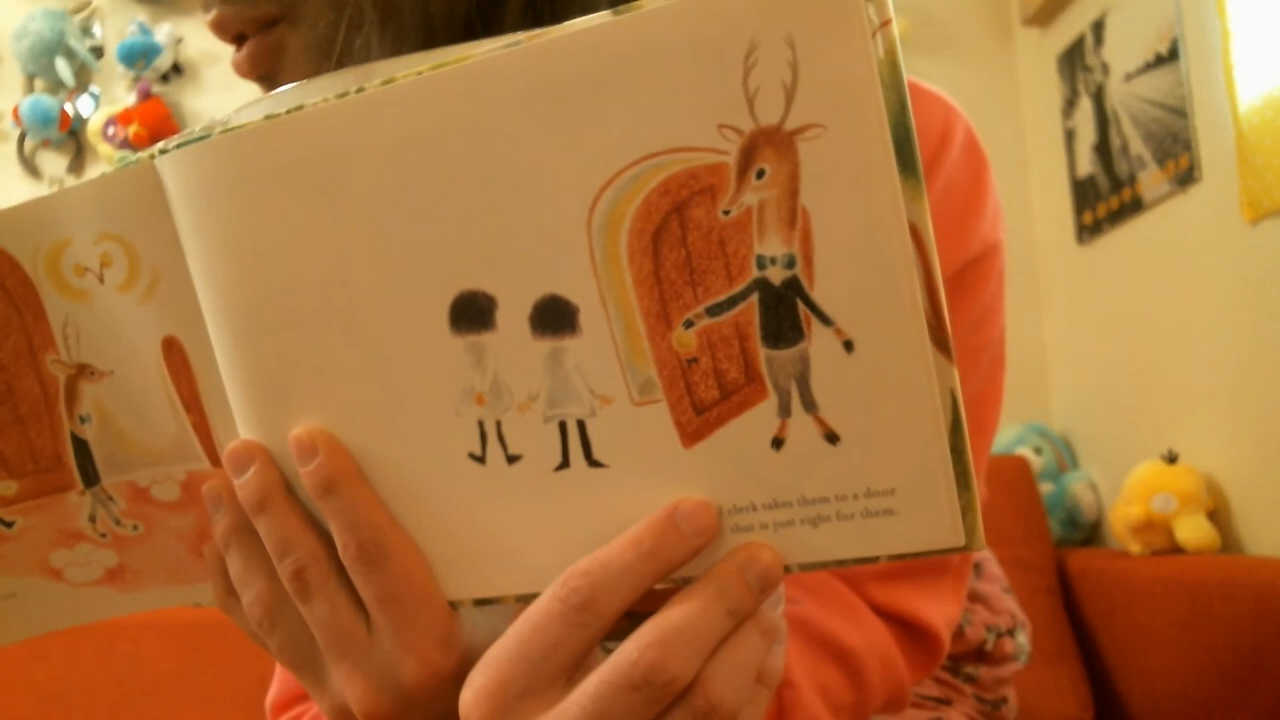 clerk takes them to a door
that is just right for them.